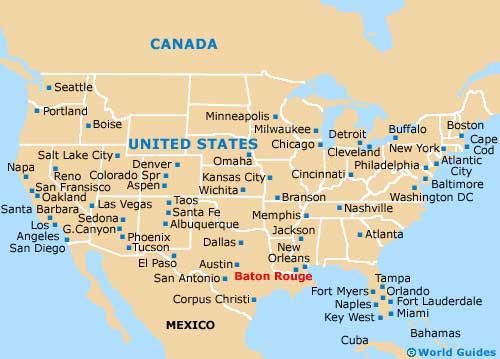 CANADA
Seattle
Portland
Boise
Minneapolis
Milwaukee
Chicago
Detroit
Cleveland
Buffalo
Boston
Cape
Cod
New York
UNITED STATES
Salt Lake City
Denver
Omaha
Philadelphia
Atlantic
City
Napa
Reno
Colorado Spr
Kansas City
Cincinnati
Baltimore
San Fransisco
Aspen
Wichita
Washington DC
Oakland
Las Vegas
Taos
Branson
Nashville
Santa Barbara
Sedona
Santa Fe
Memphis
Los
Angeles
G.Canyon
Albuquerque
Jackson
Atlanta
San Diego
Phoenix
Tucson
Dallas
New
Orleans
El Paso
Austin
Baton Rouge
San Antonio
Tampa
Fort Myers
Orlando
Corpus Christi
Naples
Fort Lauderdale
Key West
Miami
MEXICO
Cuba
Bahamas
© World Guides